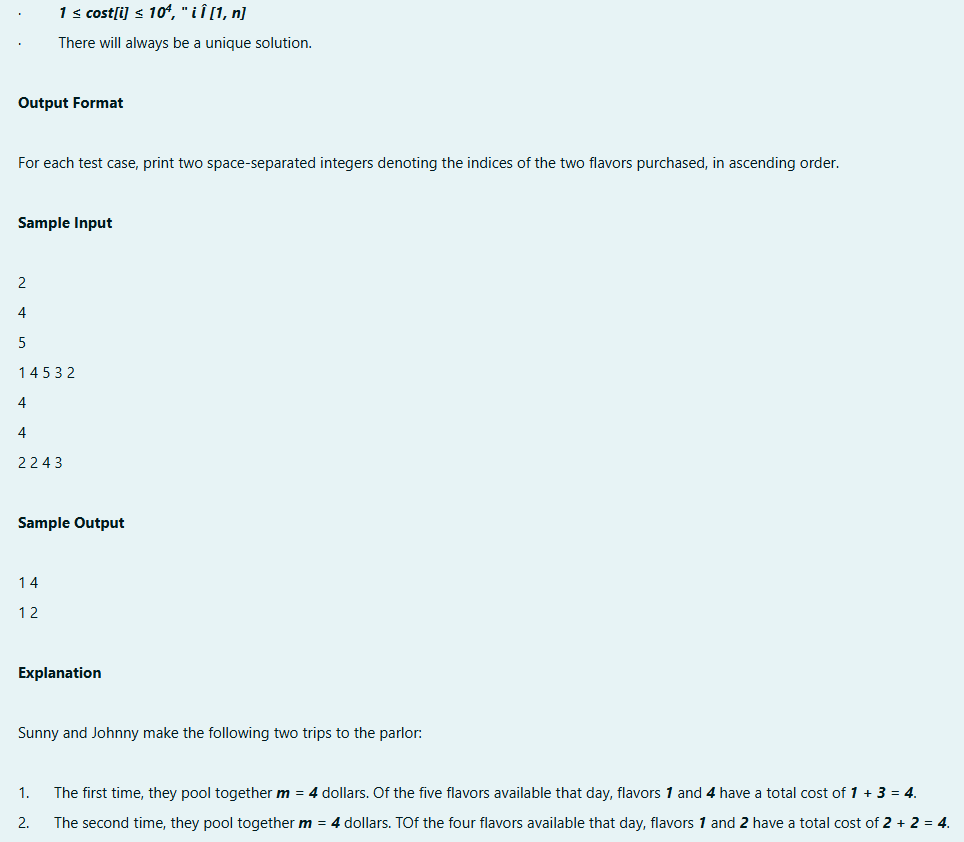 · 1 ≤ cost[i] ≤ 10⁴, " i Î [1, n]
· There will always be a unique solution.
Output Format
For each test case, print two space-separated integers denoting the indices of the two flavors purchased, in ascending order.
Sample Input
2
4
5
1 4 5 3 2
4
4
2 2 4 3
Sample Output
1 4
1 2
Explanation
Sunny and Johnny make the following two trips to the parlor:
1. The first time, they pool together m = 4 dollars. Of the five flavors available that day, flavors 1 and 4 have a total cost of 1 + 3 = 4.
2. The second time, they pool together m = 4 dollars. TOf the four flavors available that day, flavors 1 and 2 have a total cost of 2 + 2 = 4.